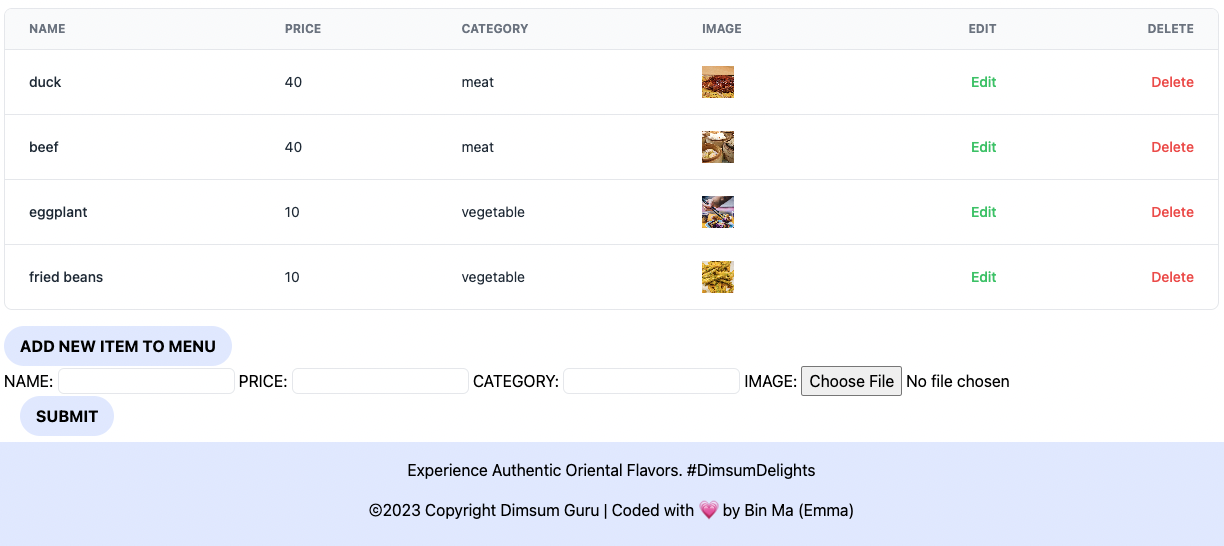 NAME PRICE CATEGORY IMAGE EDIT DELETE
duck 40 meat Edit Delete
beef 40 meat Edit Delete
eggplant 10 vegetable Edit Delete
fried beans 10 vegetable Edit Delete
ADD NEW ITEM TO MENU
NAME: PRICE: CATEGORY: IMAGE: Choose File No file chosen
SUBMIT
Experience Authentic Oriental Flavors. #DimsumDelights
©2023 Copyright Dimsum Guru | Coded with 💗 by Bin Ma (Emma)